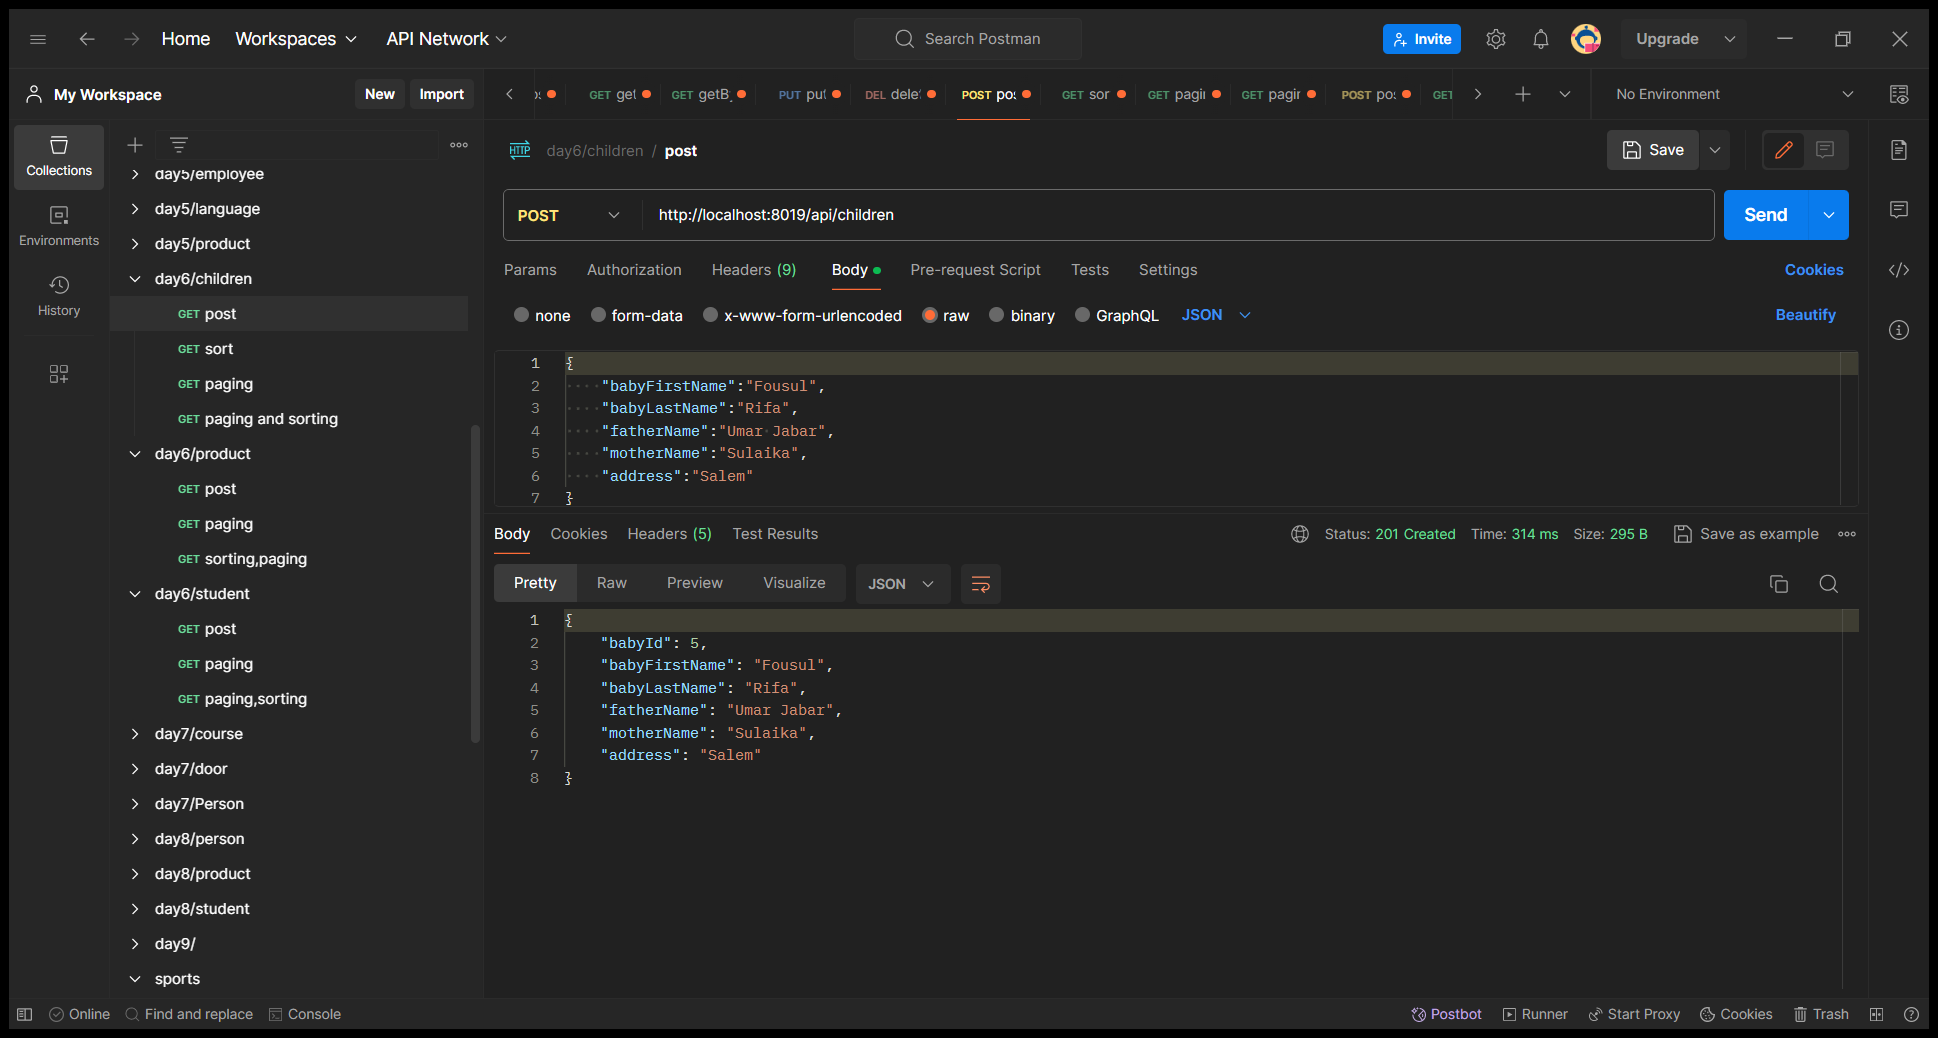 Home Workspaces API Network Search Postman Invite Upgrade
My Workspace New Import
GET get GET getB PUT put DEL dele POST pos GET sor GET pagin GET pagin POST pos GET No Environment
Collections
Environments
History
day5/employee
day5/language
day5/product
day6/children
GET post
GET sort
GET paging
GET paging and sorting
day6/product
GET post
GET paging
GET sorting,paging
day6/student
GET post
GET paging
GET paging,sorting
day7/course
day7/door
day7/Person
day8/person
day8/product
day8/student
day9/
sports
HTTP day6/children / post Save
POST http://localhost:8019/api/children Send
Params Authorization Headers (9) Body Pre-request Script Tests Settings Cookies
none form-data x-www-form-urlencoded raw binary GraphQL JSON Beautify
1 {
2 "babyFirstName":"Fousul",
3 "babyLastName":"Rifa",
4 "fatherName":"Umar Jabar",
5 "motherName":"Sulaika",
6 "address":"Salem"
7 }
Body Cookies Headers (5) Test Results Status: 201 Created Time: 314 ms Size: 295 B Save as example
Pretty Raw Preview Visualize JSON
1 {
2 "babyId": 5,
3 "babyFirstName": "Fousul",
4 "babyLastName": "Rifa",
5 "fatherName": "Umar Jabar",
6 "motherName": "Sulaika",
7 "address": "Salem"
8 }
Online Find and replace Console Postbot Runner Start Proxy Cookies Trash